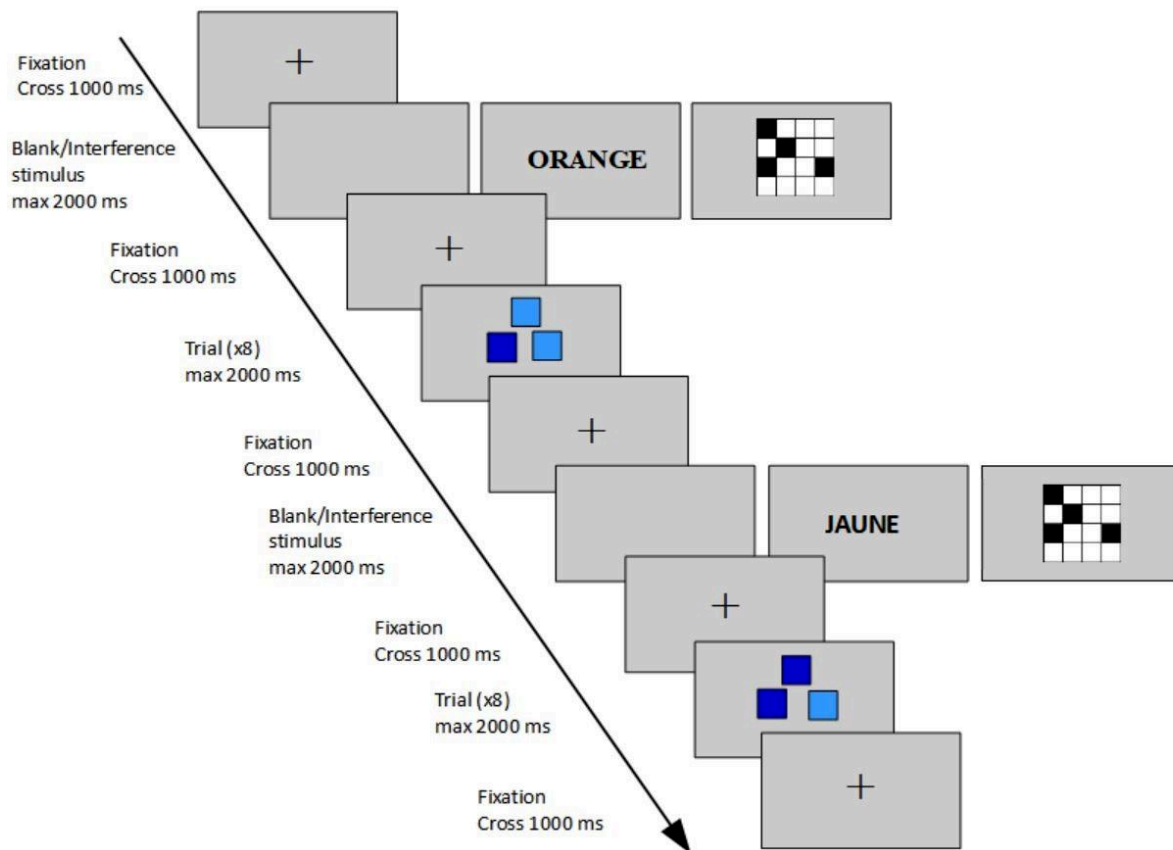 Fixation
Cross 1000 ms
Blank/Interference
stimulus
max 2000 ms
ORANGE
Fixation
Cross 1000 ms
Trial (x8)
max 2000 ms
Fixation
Cross 1000 ms
Blank/Interference
stimulus
max 2000 ms
JAUNE
Fixation
Cross 1000 ms
Trial (x8)
max 2000 ms
Fixation
Cross 1000 ms